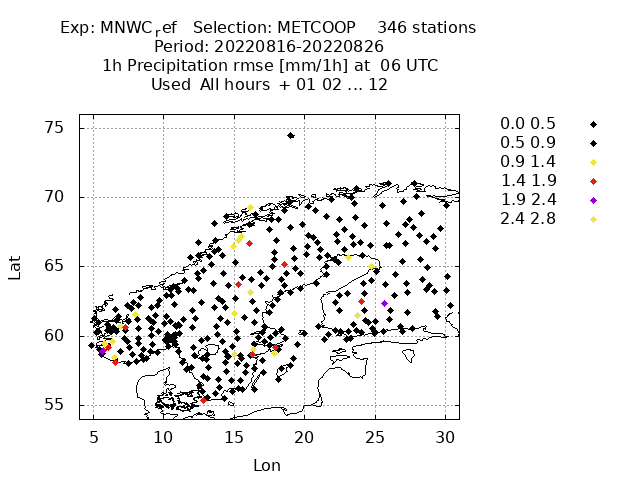 Exp: MNWC_ref Selection: METCOOP 346 stations
Period: 20220816-20220826
1h Precipitation rmse [mm/1h] at 06 UTC
Used All hours + 01 02 ... 12
0.0 0.5
0.5 0.9
0.9 1.4
1.4 1.9
1.9 2.4
2.4 2.8
75
70
65
60
55
Lat
5 10 15 20 25 30
Lon